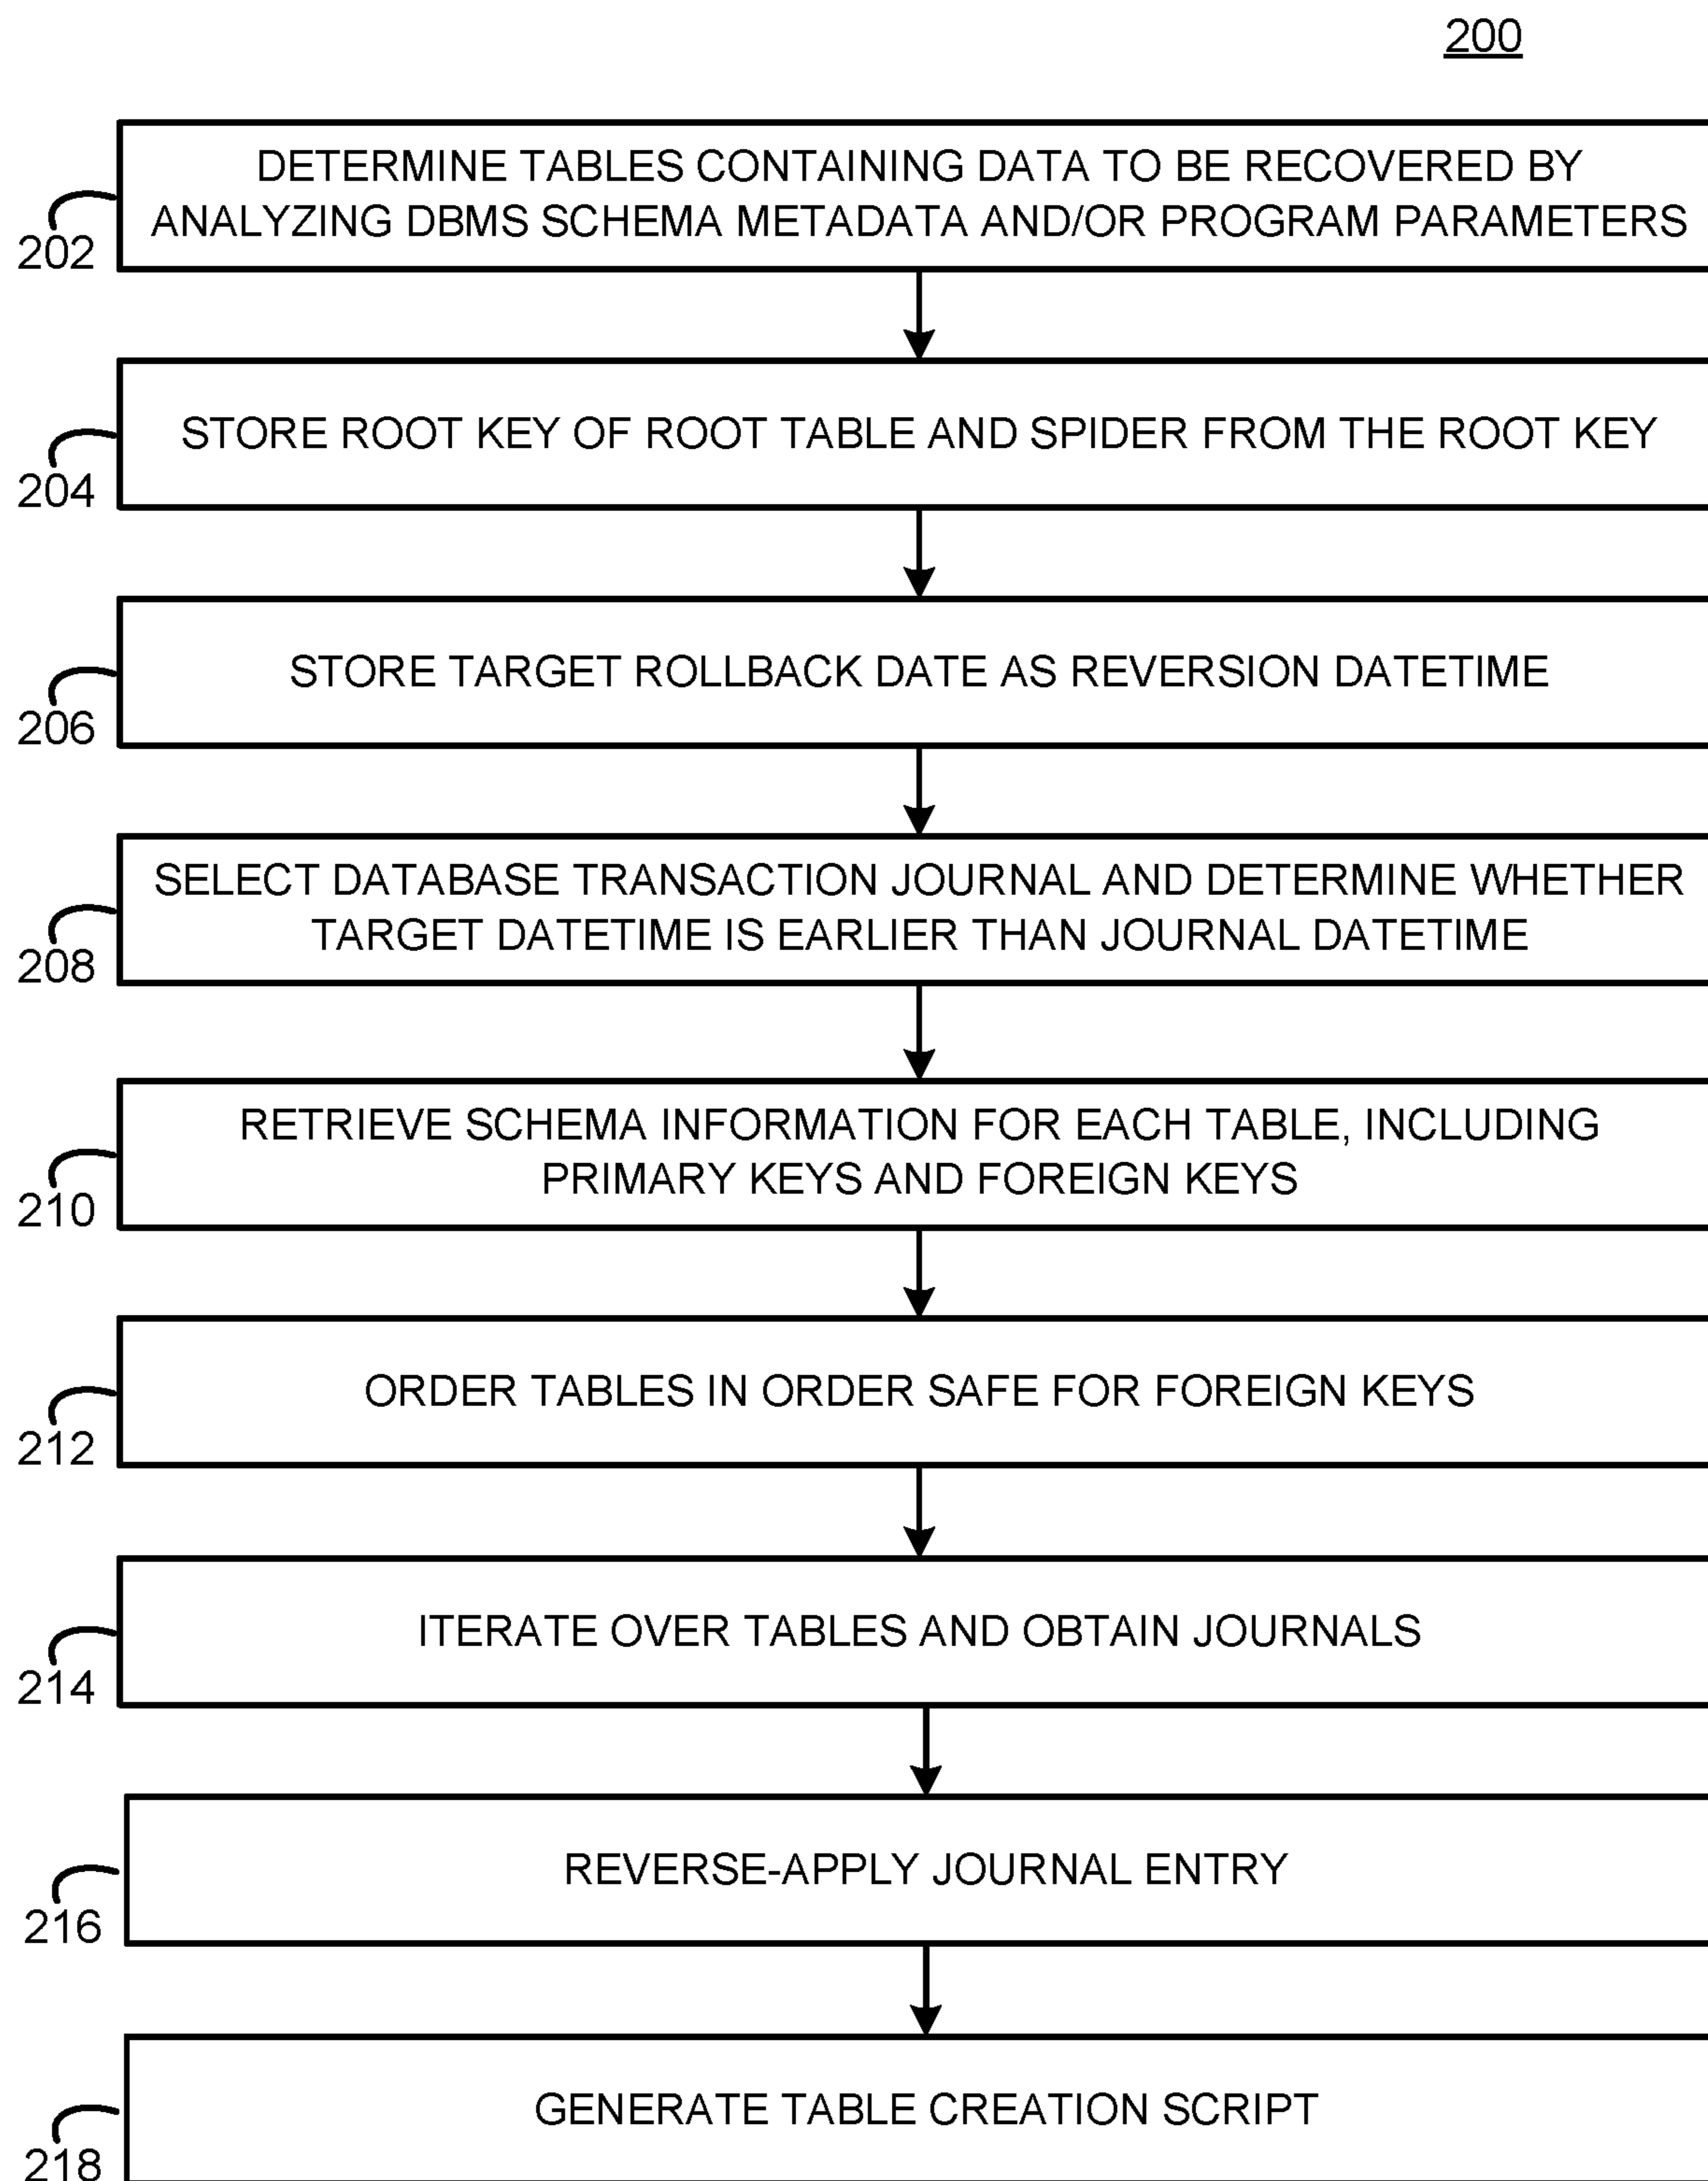 200
DETERMINE TABLES CONTAINING DATA TO BE RECOVERED BY
ANALYZING DBMS SCHEMA METADATA AND/OR PROGRAM PARAMETERS
202
STORE ROOT KEY OF ROOT TABLE AND SPIDER FROM THE ROOT KEY
204
STORE TARGET ROLLBACK DATE AS REVERSION DATETIME
206
SELECT DATABASE TRANSACTION JOURNAL AND DETERMINE WHETHER
TARGET DATETIME IS EARLIER THAN JOURNAL DATETIME
208
RETRIEVE SCHEMA INFORMATION FOR EACH TABLE, INCLUDING
PRIMARY KEYS AND FOREIGN KEYS
210
ORDER TABLES IN ORDER SAFE FOR FOREIGN KEYS
212
ITERATE OVER TABLES AND OBTAIN JOURNALS
214
REVERSE-APPLY JOURNAL ENTRY
216
GENERATE TABLE CREATION SCRIPT
218